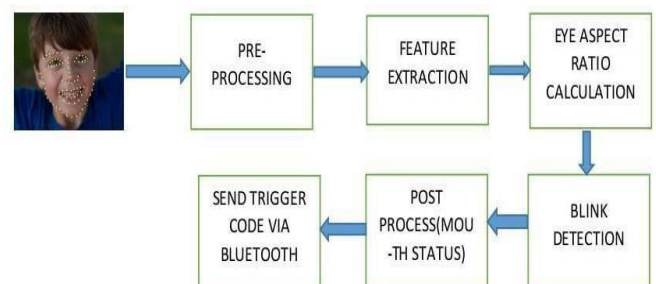 PRE-
PROCESSING
FEATURE
EXTRACTION
EYE ASPECT
RATIO
CALCULATION
BLINK
DETECTION
POST
PROCESS(MOU
-TH STATUS)
SEND TRIGGER
CODE VIA
BLUETOOTH